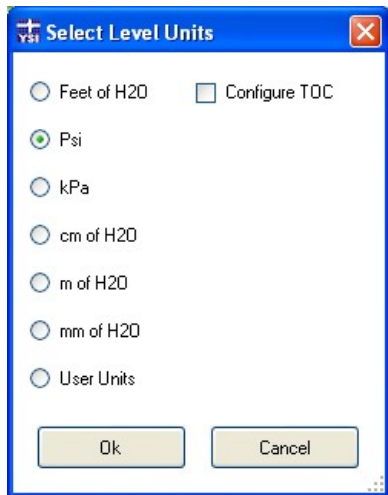 YSI Select Level Units
Feet of H2O Configure TOC
Psi
kPa
cm of H2O
m of H2O
mm of H2O
User Units
Ok Cancel